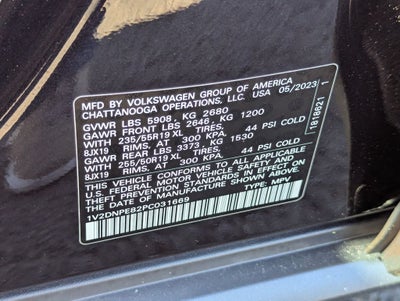 MFD. BY VOLKSWAGEN GROUP OF AMERICA
CHATTANOOGA OPERATIONS, LLC. USA 05/2023
GVWR LBS 5908, KG 2680
GAWR FRONT LBS 2646, KG 1200
WITH 235/55R19 XL TIRES,
8JX19 RIMS, AT 300 KPA, 44 PSI COLD
GAWR REAR LBS 3373, KG 1530
WITH 255/50R19 XL TIRES,
8JX19 RIMS, AT 300 KPA, 44 PSI COLD
THIS VEHICLE CONFORMS TO ALL APPLICABLE
U.S. FEDERAL MOTOR VEHICLE SAFETY
STANDARDS IN EFFECT ON THE
DATE OF MANUFACTURE SHOWN ABOVE.
1V2DNPE82PC031669 TYPE: MPV
1818621 1